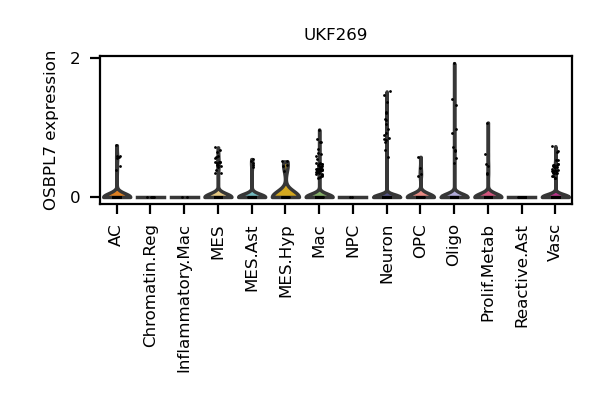 UKF269
OSBPL7 expression
2
0
AC
Chromatin.Reg
Inflammatory.Mac
MES
MES.Ast
MES.Hyp
Mac
NPC
Neuron
OPC
Oligo
Prolif.Metab
Reactive.Ast
Vasc